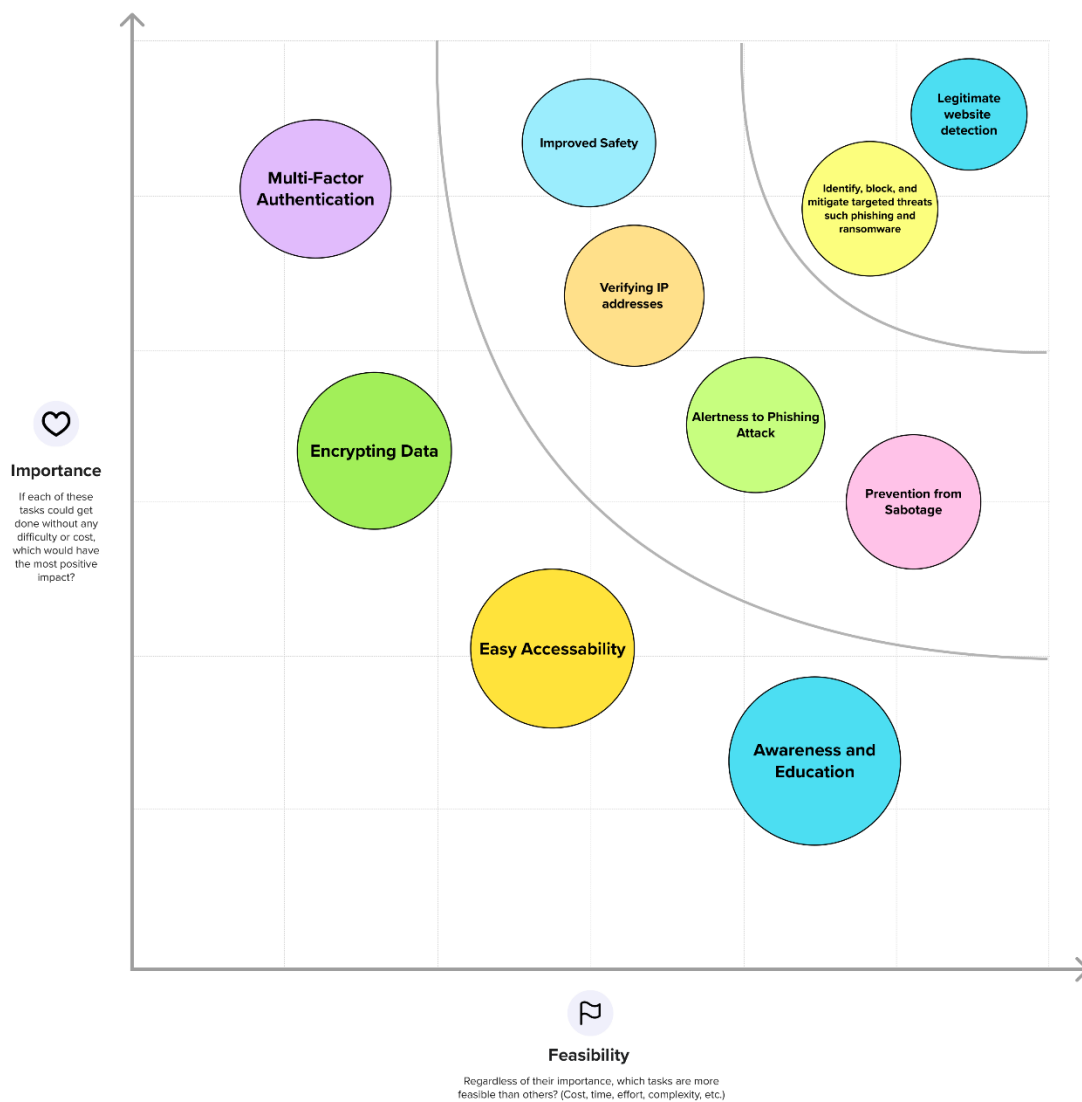 Legitimate
website
detection
Improved Safety
Multi-Factor
Authentication
Identify, block, and
mitigate targeted threats
such phishing and
ransomware
Verifying IP
addresses
Alertness to Phishing
Attack
Encrypting Data
Prevention from
Sabotage
Easy Accessability
Awareness and
Education
Importance
If each of these
tasks could get
done without any
difficulty or cost,
which would have
the most positive
impact?
Feasibility
Regardless of their importance, which tasks are more
feasible than others? (Cost, time, effort, complexity, etc.)